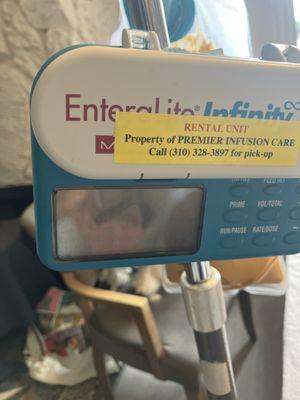 EnteraLite® Infinity
RENTAL UNIT
Property of PREMIER INFUSION CARE
Call (310) 328-3897 for pick-up
PRIME VOL/TOTAL
RUN/PAUSE RATE/DOSE